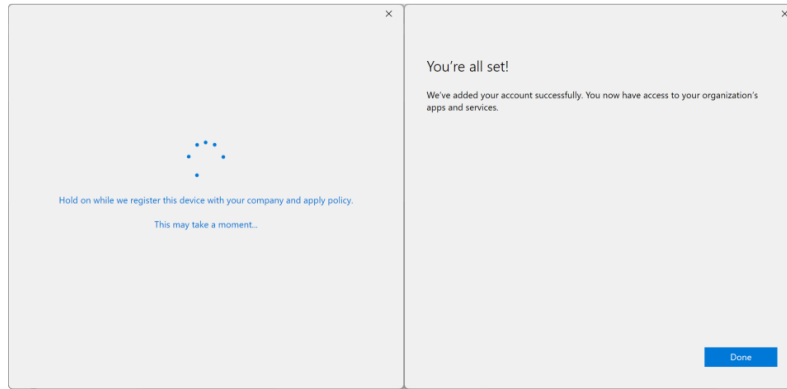 Hold on while we register this device with your company and apply policy.
This may take a moment...
You're all set!
We've added your account successfully. You now have access to your organization's
apps and services.
Done